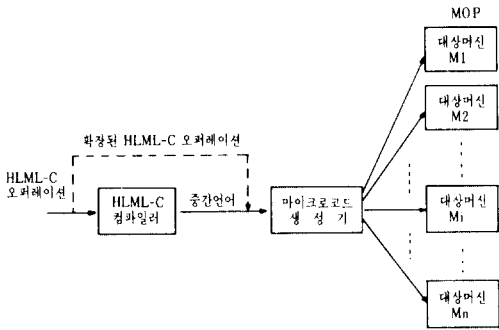 MOP
대상머신
M1
대상머신
M2
확장된 HLML-C 오퍼레이션
HLML-C
오퍼레이션
HLML-C
컴파일러
중간언어
마이크로코드
생 성 기
대상머신
Mi
대상머신
Mn